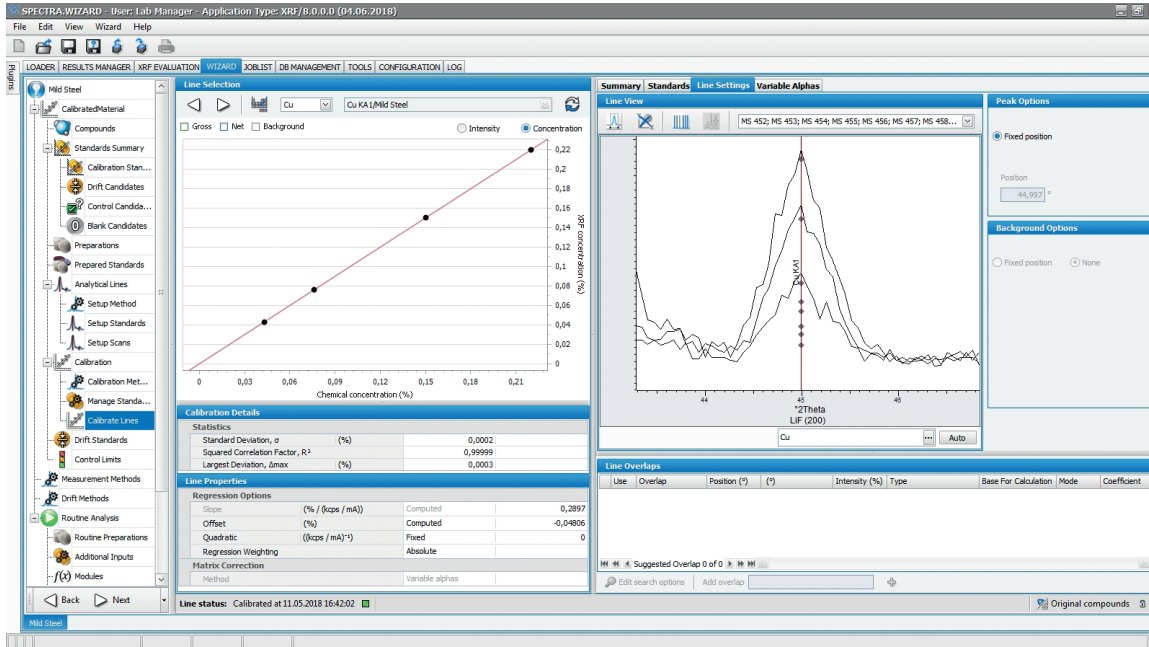 SPECTRA.WIZARD - User: Lab Manager - Application Type: XRF/8.0.0.0 (04.06.2018)
File Edit View Wizard Help
Plugins
LOADER RESULTS MANAGER XRF EVALUATION WIZARD JOBLIST DB MANAGEMENT TOOLS CONFIGURATION LOG
Mild Steel
CalibratedMaterial
Compounds
Standards Summary
Calibration Stan...
Drift Candidates
Control Candida...
Blank Candidates
Preparations
Prepared Standards
Analytical Lines
Setup Method
Setup Standards
Setup Scans
Calibration
Calibration Met...
Manage Standa...
Calibrate Lines
Drift Standards
Control Limits
Measurement Methods
Drift Methods
Routine Analysis
Routine Preparations
Additional Inputs
f(x) Modules
Back Next
Line Selection
Cu Cu KA1/Mild Steel
Gross Net Background Intensity Concentration
0,22
0,2
0,18
0,16
0,14
0,12
0,1
0,08
0,06
0,04
0,02
0
XRF concentration (%)
0 0,03 0,06 0,09 0,12 0,15 0,18 0,21
Chemical concentration (%)
Calibration Details
Statistics
Standard Deviation, σ (%) 0,0002
Squared Correlation Factor, R² 0,99999
Largest Deviation, Δmax (%) 0,0003
Line Properties
Regression Options
Slope (% / (kcps / mA)) Computed 0,2897
Offset (%) Computed -0,04806
Quadratic ((kcps / mA)⁻¹) Fixed 0
Regression Weighting Absolute
Matrix Correction
Method Variable alphas
Line status: Calibrated at 11.05.2018 16:42:02
Summary Standards Line Settings Variable Alphas
Line View
MS 452; MS 453; MS 454; MS 455; MS 456; MS 457; MS 458...
Cu KA1
44 45 46
°2Theta
LiF (200)
Cu ... Auto
Peak Options
Fixed position
Position
44,997 °
Background Options
Fixed position None
Line Overlaps
Use Overlap Position (°) (°) Intensity (%) Type Base For Calculation Mode Coefficient
Suggested Overlap 0 of 0
Edit search options Add overlap
Original compounds
Mild Steel